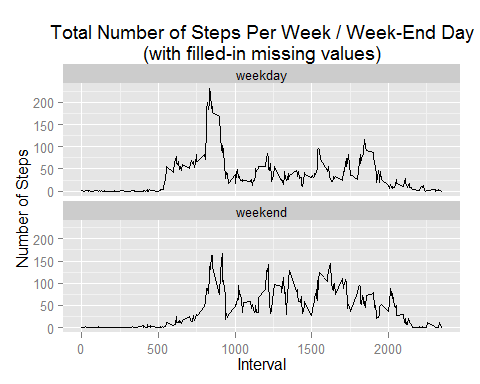 Total Number of Steps Per Week / Week-End Day
(with filled-in missing values)
weekday
200
150
100
50
0
weekend
200
150
100
50
0
Number of Steps
0 500 1000 1500 2000
Interval